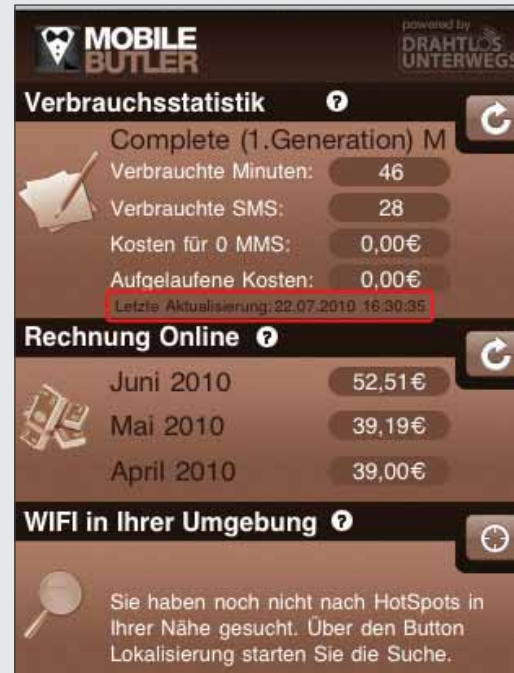 MOBILE
BUTLER
powered by
DRAHTLOS
UNTERWEGS
Verbrauchsstatistik ?
Complete (1.Generation) M
Verbrauchte Minuten: 46
Verbrauchte SMS: 28
Kosten für 0 MMS: 0,00€
Aufgelaufene Kosten: 0,00€
Letzte Aktualisierung: 22.07.2010 16:30:35
Rechnung Online ?
Juni 2010 52,51€
Mai 2010 39,19€
April 2010 39,00€
WIFI in Ihrer Umgebung ?
Sie haben noch nicht nach HotSpots in
Ihrer Nähe gesucht. Über den Button
Lokalisierung starten Sie die Suche.